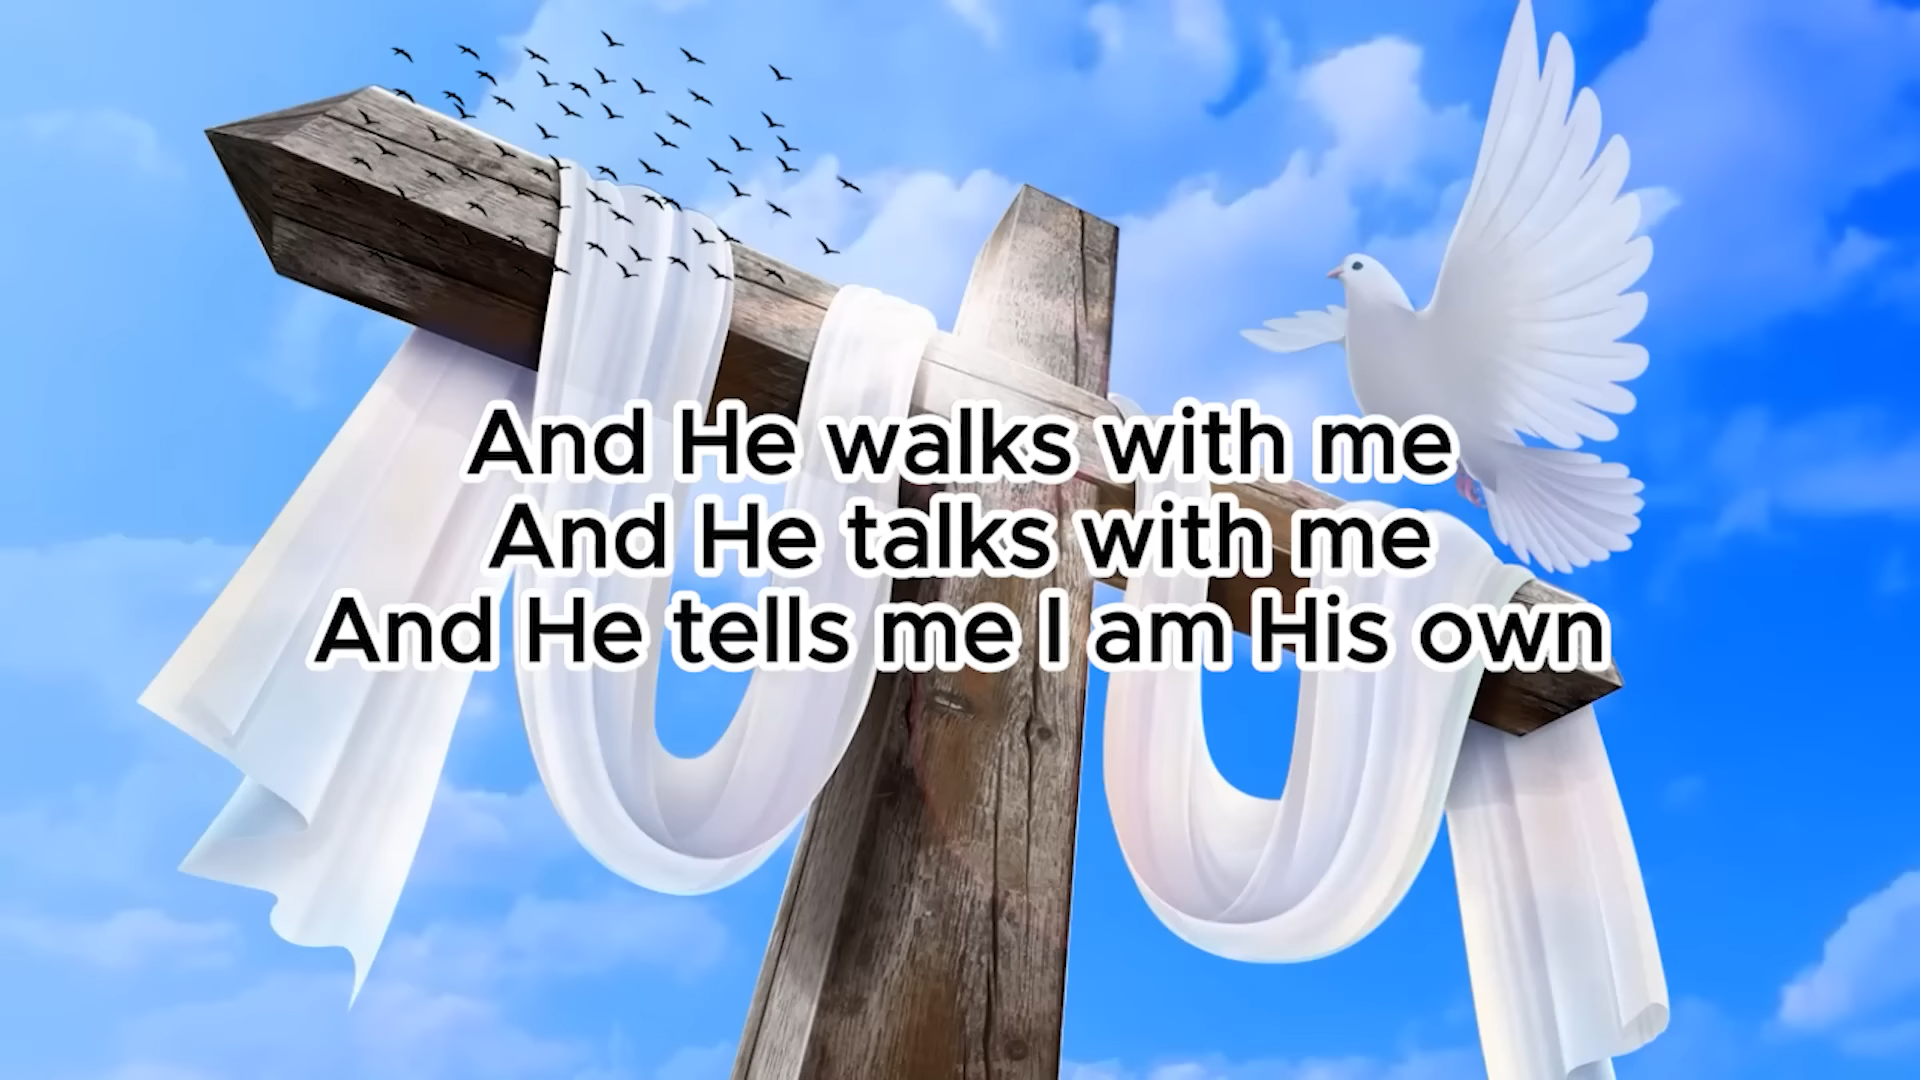 And He walks with me
And He talks with me
And He tells me I am His own